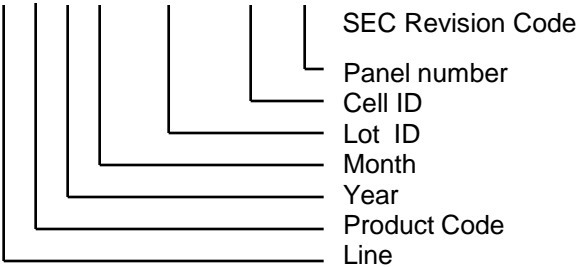 SEC Revision Code
Panel number
Cell ID
Lot ID
Month
Year
Product Code
Line